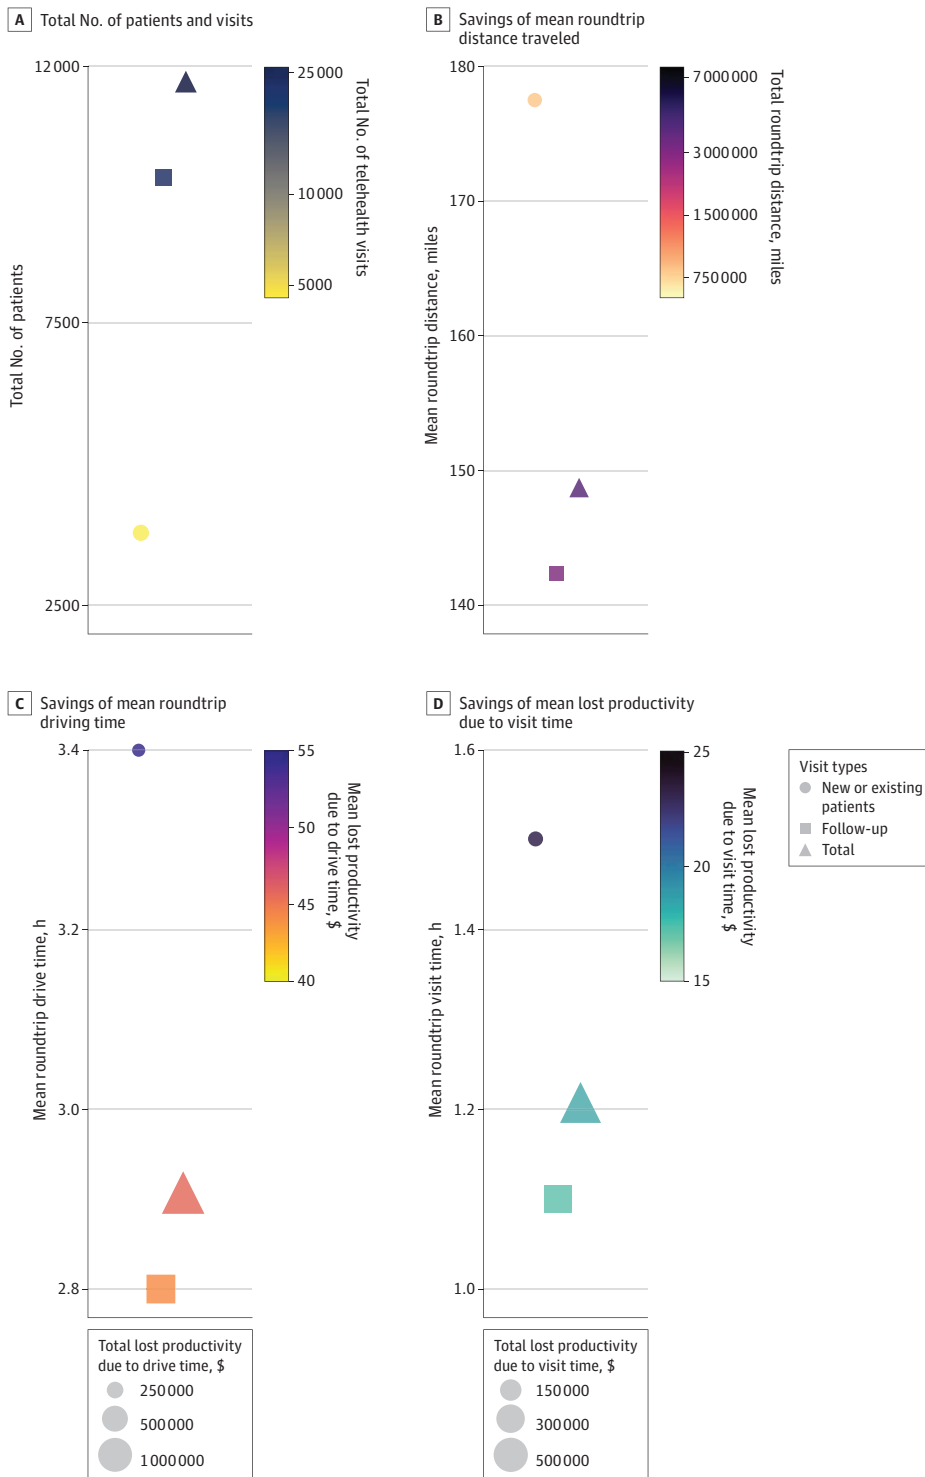 A Total No. of patients and visits
12 000
7500
2500
Total No. of patients
25 000
10 000
5000
Total No. of telehealth visits
B Savings of mean roundtrip
distance traveled
180
170
160
150
140
Mean roundtrip distance, miles
7 000 000
3 000 000
1 500 000
750 000
Total roundtrip distance, miles
C Savings of mean roundtrip
driving time
3.4
3.2
3.0
2.8
Mean roundtrip drive time, h
55
50
45
40
Mean lost productivity
due to drive time, $
Total lost productivity
due to drive time, $
250 000
500 000
1 000 000
D Savings of mean lost productivity
due to visit time
1.6
1.4
1.2
1.0
Mean roundtrip visit time, h
25
20
15
Mean lost productivity
due to visit time, $
Total lost productivity
due to visit time, $
150 000
300 000
500 000
Visit types
New or existing
patients
Follow-up
Total